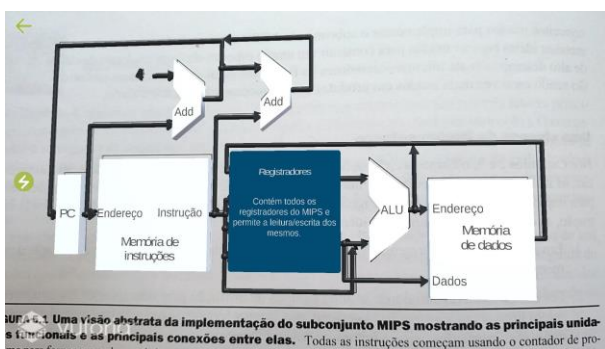 4
Add
Add
Registradores
Contém todos os
registradores do MIPS e
permite a leitura/escrita dos
mesmos.
PC
Endereço
Instrução
Memória de
instruções
ALU
Endereço
Memória
de dados
Dados
Uma visão abstrata da implementação do subconjunto MIPS mostrando as principais unida-
s funcionais e as principais conexões entre elas. Todas as instruções começam usando o contador de pro-
vuforia